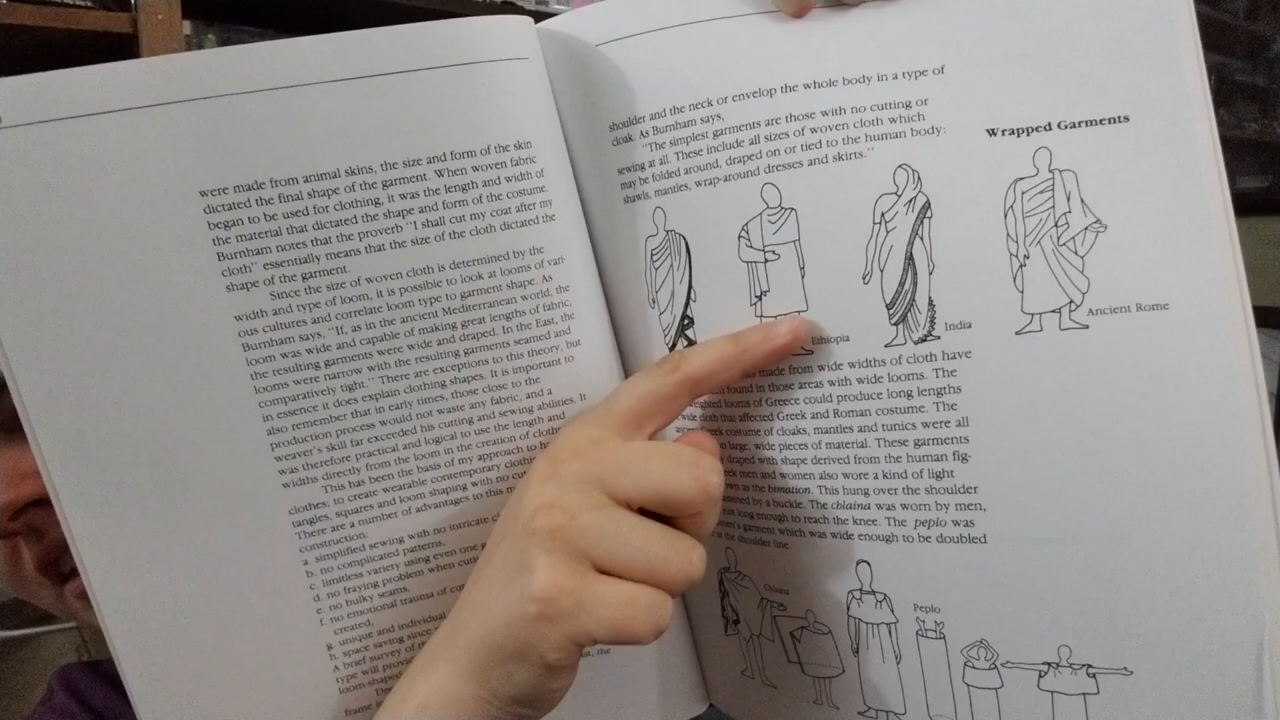 were made from animal skins, the size and form of the skin
dictated the final shape of the garment. When woven fabric
began to be used for clothing, it was the length and width of
the material that dictated the shape and form of the costume.
Burnham notes that the proverb "I shall cut my coat after my
cloth" essentially means that the size of the cloth dictated the
shape of the garment.
Since the size of woven cloth is determined by the
width and type of loom, it is possible to look at looms of vari-
ous cultures and correlate loom type to garment shape. As
Burnham says, "If, as in the ancient Mediterranean world, the
loom was wide and capable of making great lengths of fabric,
the resulting garments were wide and draped. In the East, the
looms were narrow with the resulting garments seamed and
comparatively tight." There are exceptions to this theory, but
in essence it does explain clothing shapes. It is important to
also remember that in early times, those close to the
production process would not waste any fabric, and a
weaver's skill far exceeded his cutting and sewing abilities. It
was therefore practical and logical to use the length and
widths directly from the loom in the creation of
This has been the basis of my approach to
clothes; to create wearable contemporary
tangles, squares and loom shaping with no
There are a number of advantages to this
construction:
a. simplified sewing with no intricate
b. no complicated patterns,
c. limitless variety using even one
d. no fraying problem when
e. no bulky seams,
f. no emotional trauma of
created,
g. unique and individual
h. space saving since
A brief survey of
type will
loom-shaped
the
frame
shoulder and the neck or envelop the whole body in a type of
cloak. As Burnham says,
"The simplest garments are those with no cutting or
sewing at all. These include all sizes of woven cloth which
may be folded around, draped on or tied to the human body:
shawls, mantles, wrap-around dresses and skirts."
Wrapped Garments
Ethiopia
India
Ancient Rome
made from wide widths of cloth have
found in those areas with wide looms. The
looms of Greece could produce long lengths
wide cloth that affected Greek and Roman costume. The
costume of cloaks, mantles and tunics were all
large, wide pieces of material. These garments
draped with shape derived from the human fig-
men and women also wore a kind of light
as the himation. This hung over the shoulder
by a buckle. The chlaina was worn by men,
long enough to reach the knee. The peplo was
garment which was wide enough to be doubled
at the shoulder line.
Chlaina
Peplo